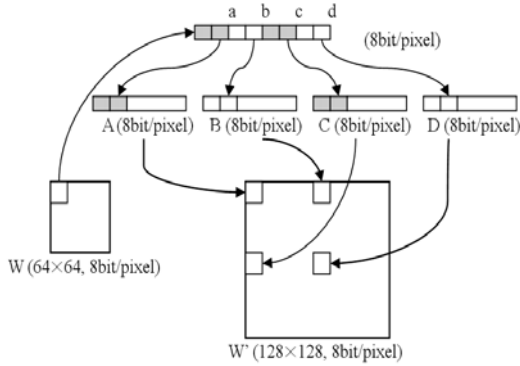 a b c d
(8bit/pixel)
A (8bit/pixel) B (8bit/pixel) C (8bit/pixel) D (8bit/pixel)
W (64×64, 8bit/pixel)
W' (128×128, 8bit/pixel)